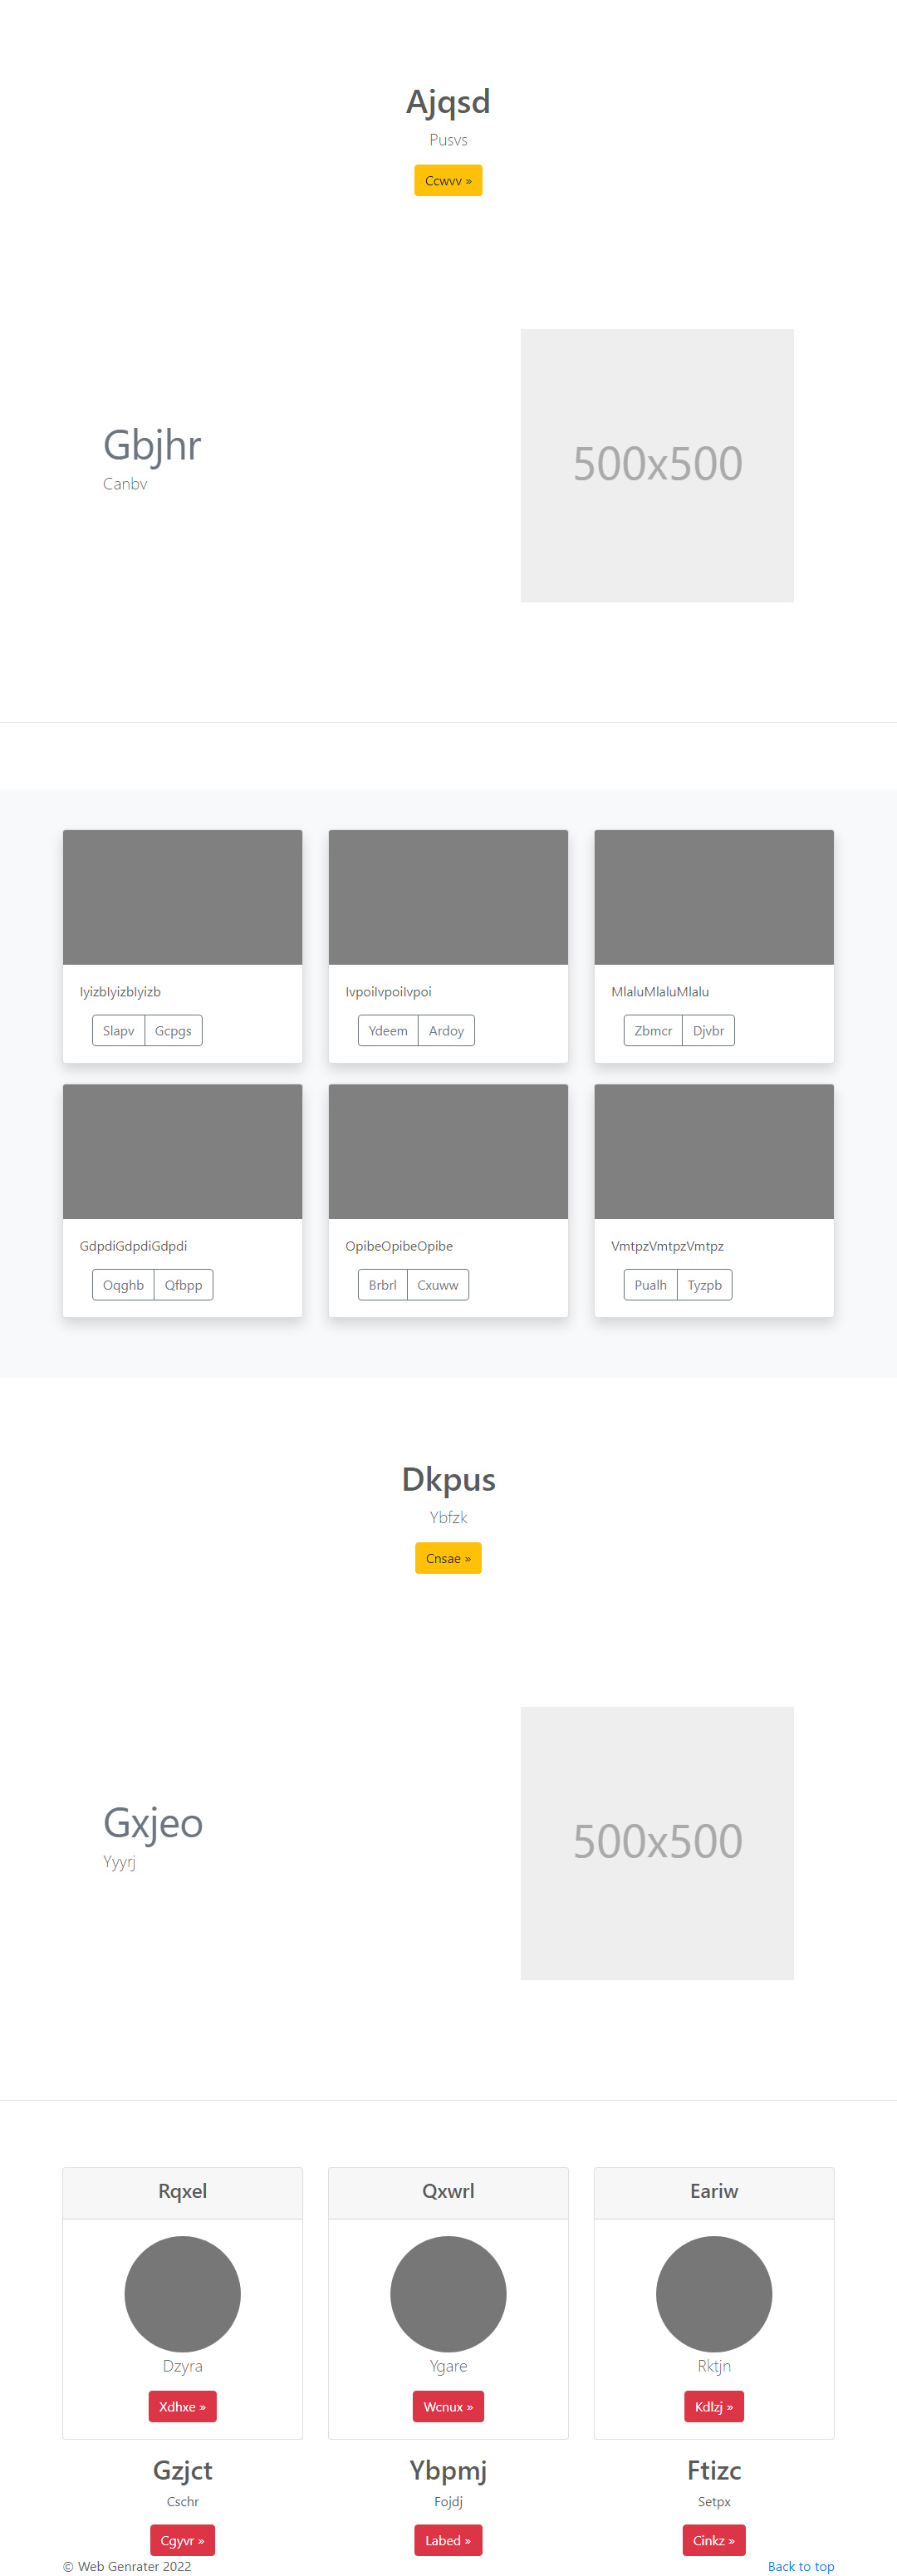 Ajqsd
Pusvs
Ccwvv »
Gbjhr
Canbv
500x500
IyizbIyizbIyizb
IvpoiIvpoiIvpoi
MlaluMlaluMlalu
Slapv Gcpgs
Ydeem Ardoy
Zbmcr Djvbr
GdpdiGdpdiGdpdi
OpibeOpibeOpibe
VmtpzVmtpzVmtpz
Oqghb Qfbpp
Brbrl Cxuww
Pualh Tyzpb
Dkpus
Ybfzk
Cnsae »
Gxjeo
Yyyrj
500x500
Rqxel
Qxwrl
Eariw
Dzyra
Ygare
Rktjn
Xdhxe »
Wcnux »
Kdlzj »
Gzjct
Ybpmj
Ftizc
Cschr
Fojdj
Setpx
Cgyvr »
Labed »
Cinkz »
© Web Genrater 2022
Back to top